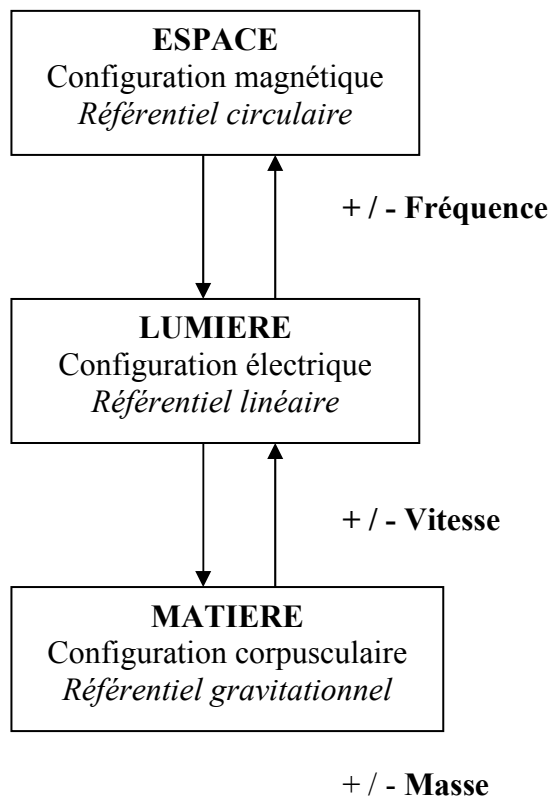 ESPACE
Configuration magnétique
Référentiel circulaire
+ / - Fréquence
LUMIERE
Configuration électrique
Référentiel linéaire
+ / - Vitesse
MATIERE
Configuration corpusculaire
Référentiel gravitationnel
+ / - Masse